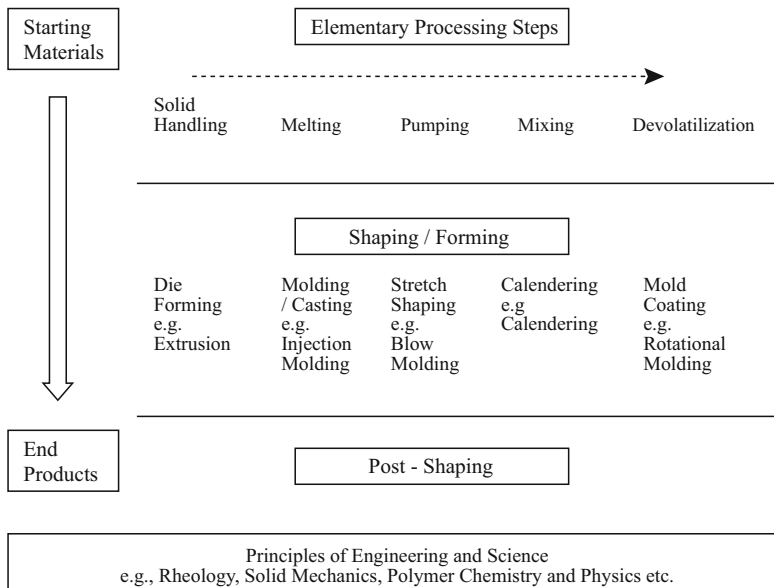 Starting
Materials
Elementary Processing Steps
Solid
Handling
Melting
Pumping
Mixing
Devolatilization
Shaping / Forming
Die
Forming
e.g.
Extrusion
Molding
/ Casting
e.g.
Injection
Molding
Stretch
Shaping
e.g.
Blow
Molding
Calendering
e.g
Calendering
Mold
Coating
e.g.
Rotational
Molding
End
Products
Post - Shaping
Principles of Engineering and Science
e.g., Rheology, Solid Mechanics, Polymer Chemistry and Physics etc.